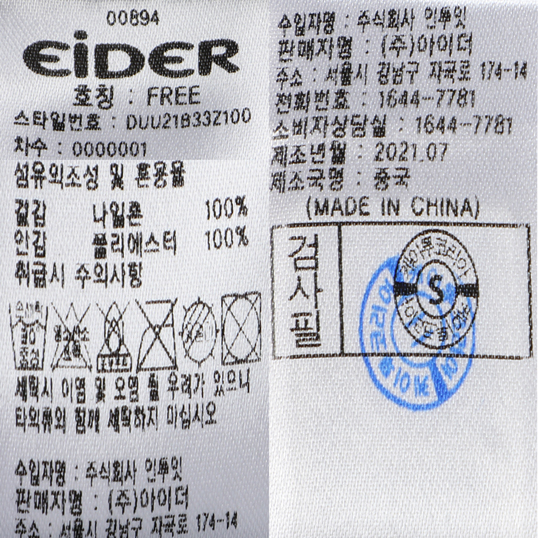 00894
EiDER
호칭 : FREE
스타일번호 : DUU21B33Z100
차수 : 0000001
섬유의조성 및 혼용율
겉감 나일론 100%
안감 폴리에스터 100%
취급시 주의사항
손세탁
세탁시 이염 및 오염 될 우려가 있으니
타의류와 함께 세탁하지 마십시오
수입자명 : 주식회사 인투잇
판매자명 : (주)아이더
주소 : 서울시 강남구 자곡로 174-14
수입자명 : 주식회사 인투잇
판매자명 : (주)아이더
주소 : 서울시 강남구 자곡로 174-14
전화번호 : 1644-7781
소비자상담실 : 1644-7781
제조년월 : 2021.07
제조국명 : 중국
(MADE IN CHINA)
검사필
S